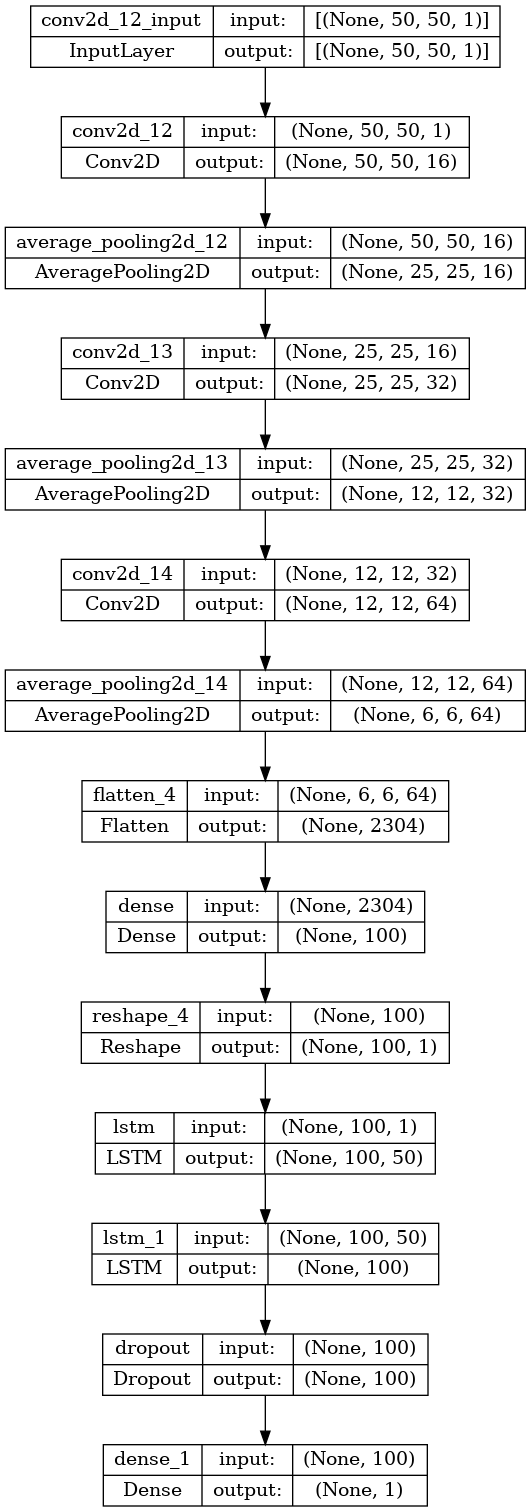 conv2d_12_input input: [(None, 50, 50, 1)]
InputLayer output: [(None, 50, 50, 1)]
conv2d_12 input: (None, 50, 50, 1)
Conv2D output: (None, 50, 50, 16)
average_pooling2d_12 input: (None, 50, 50, 16)
AveragePooling2D output: (None, 25, 25, 16)
conv2d_13 input: (None, 25, 25, 16)
Conv2D output: (None, 25, 25, 32)
average_pooling2d_13 input: (None, 25, 25, 32)
AveragePooling2D output: (None, 12, 12, 32)
conv2d_14 input: (None, 12, 12, 32)
Conv2D output: (None, 12, 12, 64)
average_pooling2d_14 input: (None, 12, 12, 64)
AveragePooling2D output: (None, 6, 6, 64)
flatten_4 input: (None, 6, 6, 64)
Flatten output: (None, 2304)
dense input: (None, 2304)
Dense output: (None, 100)
reshape_4 input: (None, 100)
Reshape output: (None, 100, 1)
lstm input: (None, 100, 1)
LSTM output: (None, 100, 50)
lstm_1 input: (None, 100, 50)
LSTM output: (None, 100)
dropout input: (None, 100)
Dropout output: (None, 100)
dense_1 input: (None, 100)
Dense output: (None, 1)